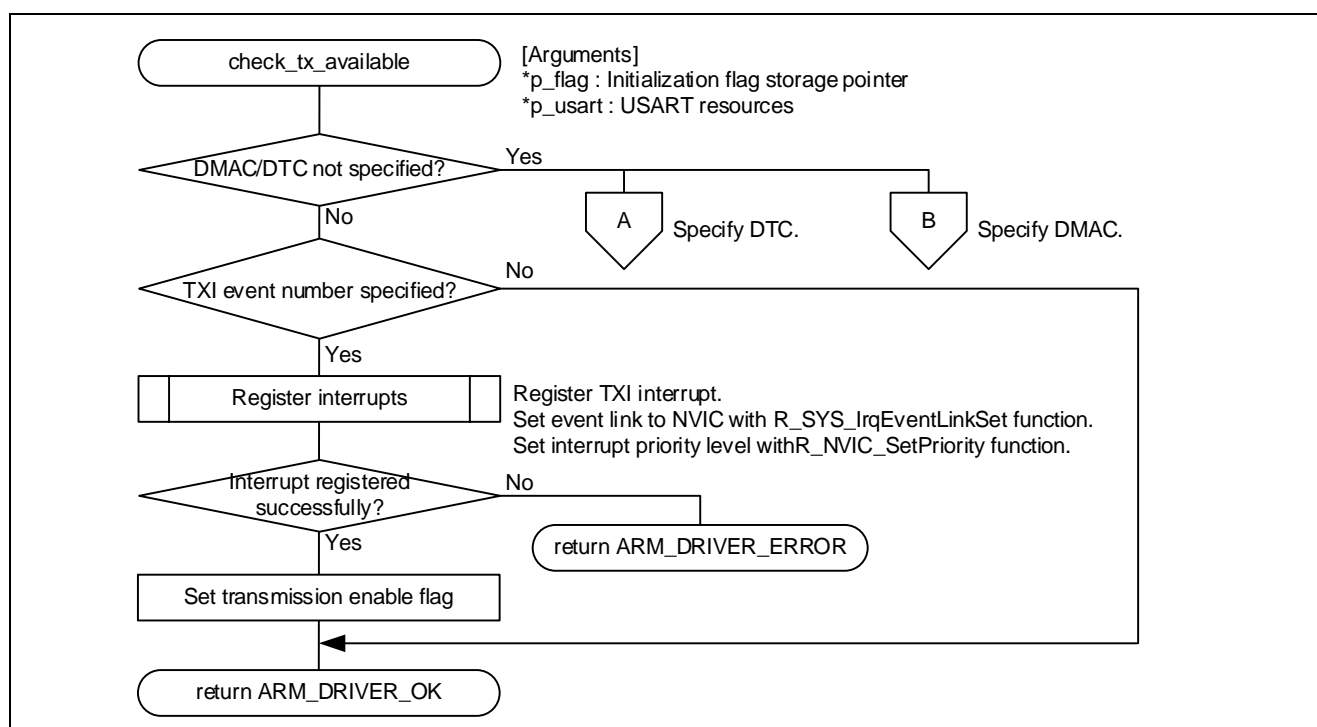 check_tx_available
[Arguments]
*p_flag : Initialization flag storage pointer
*p_usart : USART resources
DMAC/DTC not specified?
Yes
No
A
Specify DTC.
B
Specify DMAC.
TXI event number specified?
No
Yes
Register interrupts
Register TXI interrupt.
Set event link to NVIC with R_SYS_IrqEventLinkSet function.
Set interrupt priority level withR_NVIC_SetPriority function.
Interrupt registered
successfully?
No
Yes
return ARM_DRIVER_ERROR
Set transmission enable flag
return ARM_DRIVER_OK